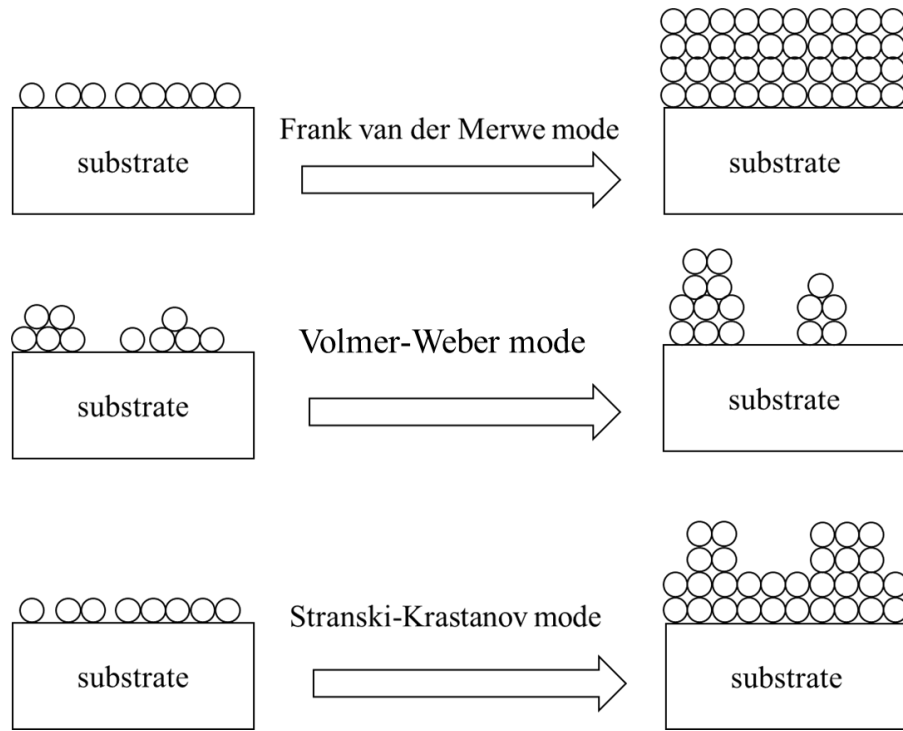 Frank van der Merwe mode
substrate
substrate
Volmer-Weber mode
substrate
substrate
Stranski-Krastanov mode
substrate
substrate